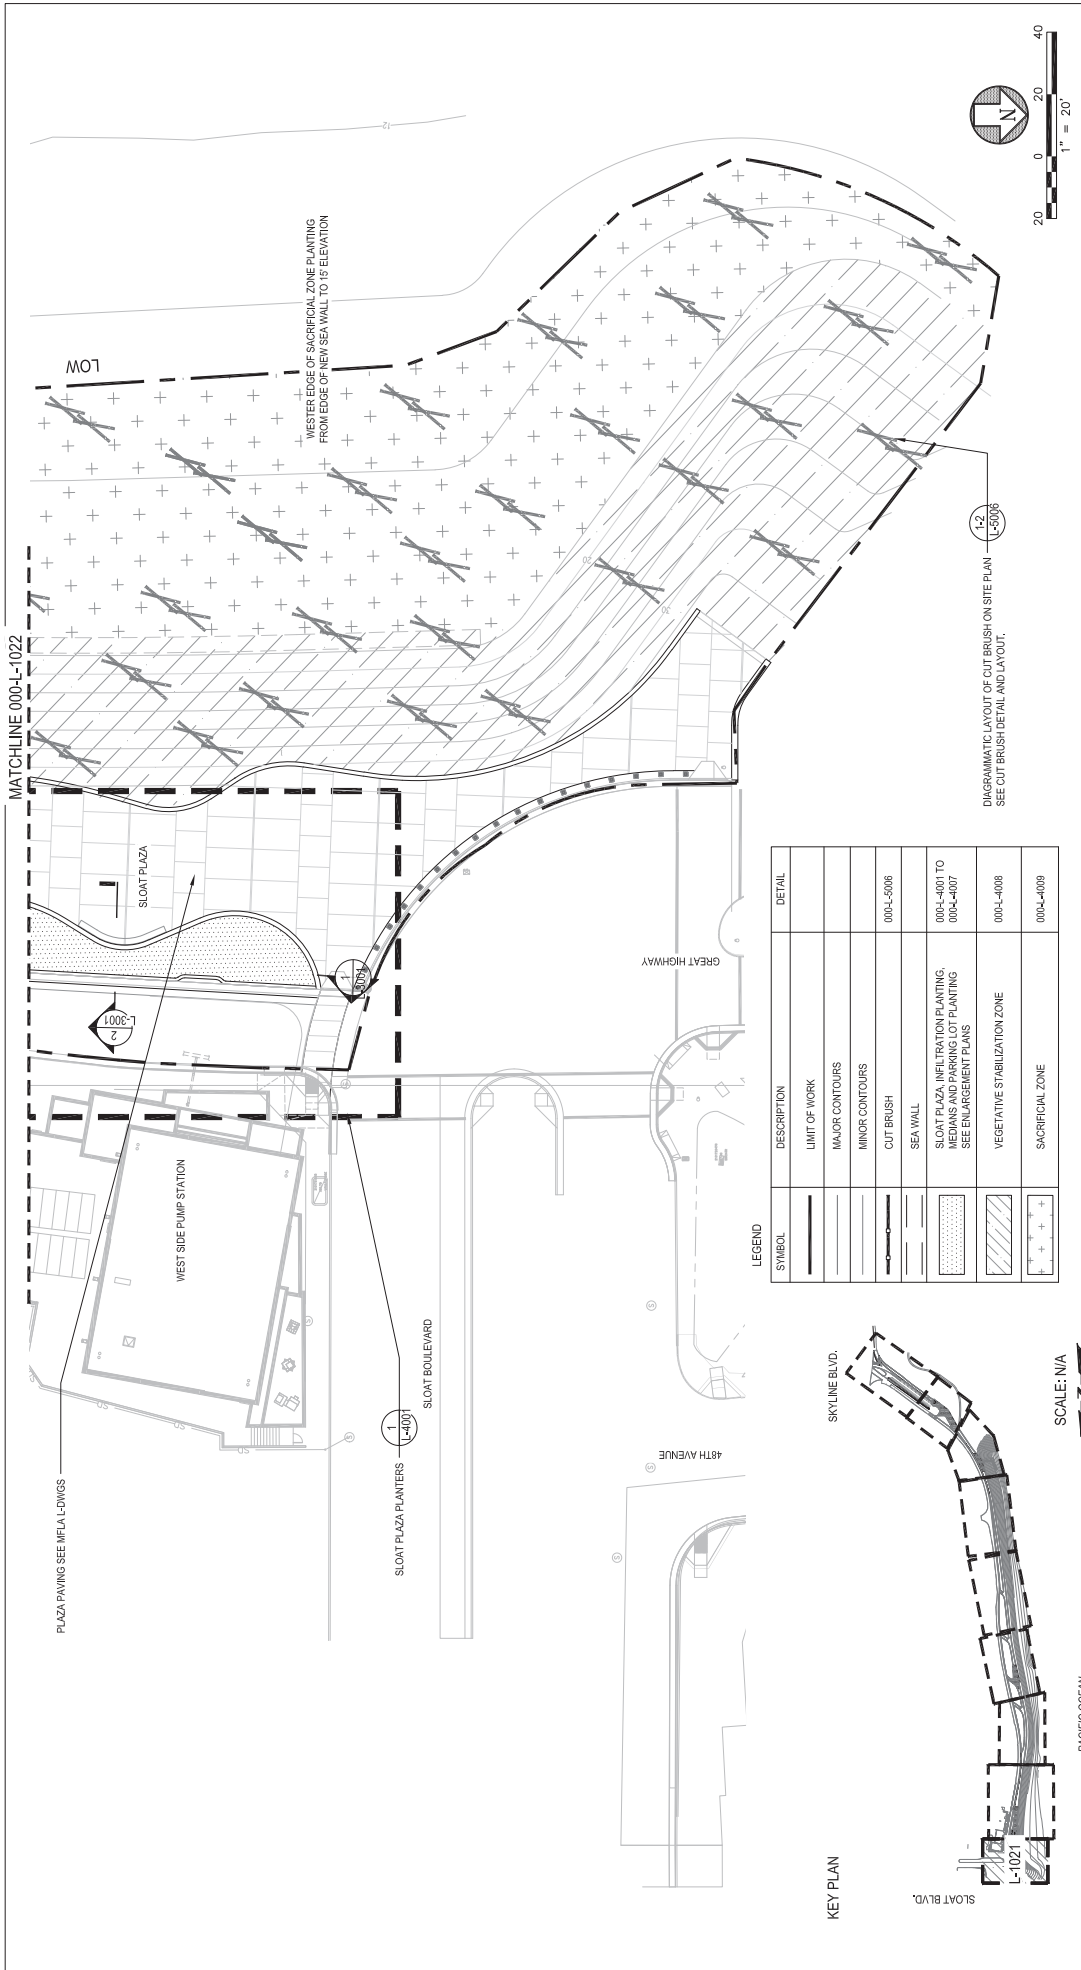 MATCHLINE 000-L-1022
LOW
12
WESTER EDGE OF SACRIFICIAL ZONE PLANTING
FROM EDGE OF NEW SEA WALL TO 15' ELEVATION
N
20
0
20
40
1" = 20'
20
30
SLOAT PLAZA
1
L-3001
2
L-3001
GREAT HIGHWAY
1-2
L-5006
DIAGRAMMATIC LAYOUT OF CUT BRUSH ON SITE PLAN
SEE CUT BRUSH DETAIL AND LAYOUT.
WEST SIDE PUMP STATION
PLAZA PAVING SEE MFLA L-DWGS
1
L-4001
SLOAT PLAZA PLANTERS
SLOAT BOULEVARD
48TH AVENUE
LEGEND
SYMBOL
DESCRIPTION
DETAIL
LIMIT OF WORK
MAJOR CONTOURS
MINOR CONTOURS
CUT BRUSH
000-L-5006
SEA WALL
SLOAT PLAZA, INFILTRATION PLANTING,
MEDIANS AND PARKING LOT PLANTING
SEE ENLARGEMENT PLANS
000-L-4001 TO
000-L-4007
VEGETATIVE STABILIZATION ZONE
000-L-4008
SACRIFICIAL ZONE
000-L-4009
KEY PLAN
SLOAT BLVD.
L-1021
SKYLINE BLVD.
SCALE: N/A
PACIFIC OCEAN